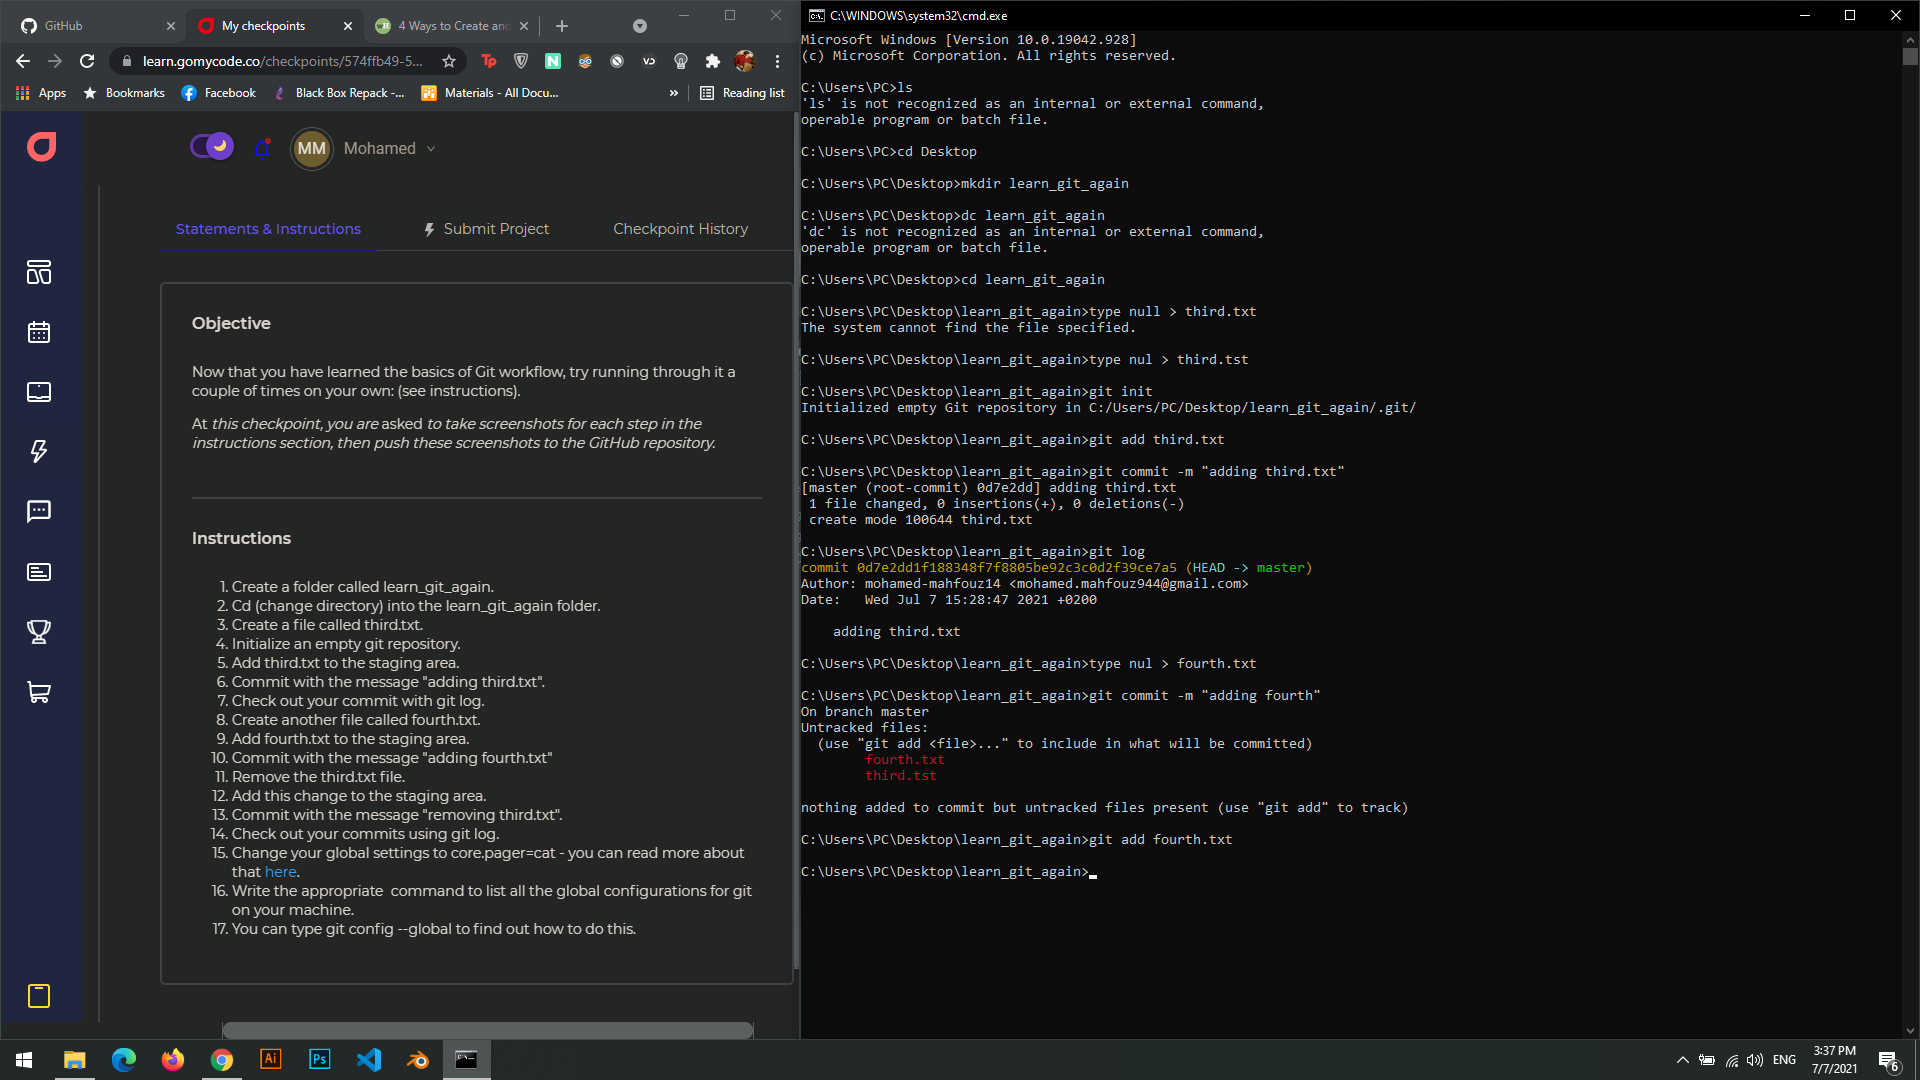 GitHub
My checkpoints
4 Ways to Create and
learn.gomycode.co/checkpoints/574ffb49-5...
Apps
Bookmarks
Facebook
Black Box Repack -...
Materials - All Docu...
»
Reading list
MM
Mohamed
Statements & Instructions
Submit Project
Checkpoint History
Objective
Now that you have learned the basics of Git workflow, try running through it a
couple of times on your own: (see instructions).
At this checkpoint, you are asked to take screenshots for each step in the
instructions section, then push these screenshots to the GitHub repository.
Instructions
1. Create a folder called learn_git_again.
2. Cd (change directory) into the learn_git_again folder.
3. Create a file called third.txt.
4. Initialize an empty git repository.
5. Add third.txt to the staging area.
6. Commit with the message "adding third.txt".
7. Check out your commit with git log.
8. Create another file called fourth.txt.
9. Add fourth.txt to the staging area.
10. Commit with the message "adding fourth.txt"
11. Remove the third.txt file.
12. Add this change to the staging area.
13. Commit with the message "removing third.txt".
14. Check out your commits using git log.
15. Change your global settings to core.pager=cat - you can read more about
that here.
16. Write the appropriate command to list all the global configurations for git
on your machine.
17. You can type git config --global to find out how to do this.
C:\WINDOWS\system32\cmd.exe
Microsoft Windows [Version 10.0.19042.928]
(c) Microsoft Corporation. All rights reserved.
C:\Users\PC>ls
'ls' is not recognized as an internal or external command,
operable program or batch file.
C:\Users\PC>cd Desktop
C:\Users\PC\Desktop>mkdir learn_git_again
C:\Users\PC\Desktop>dc learn_git_again
'dc' is not recognized as an internal or external command,
operable program or batch file.
C:\Users\PC\Desktop>cd learn_git_again
C:\Users\PC\Desktop\learn_git_again>type null > third.txt
The system cannot find the file specified.
C:\Users\PC\Desktop\learn_git_again>type nul > third.tst
C:\Users\PC\Desktop\learn_git_again>git init
Initialized empty Git repository in C:/Users/PC/Desktop/learn_git_again/.git/
C:\Users\PC\Desktop\learn_git_again>git add third.txt
C:\Users\PC\Desktop\learn_git_again>git commit -m "adding third.txt"
[master (root-commit) 0d7e2dd] adding third.txt
1 file changed, 0 insertions(+), 0 deletions(-)
create mode 100644 third.txt
C:\Users\PC\Desktop\learn_git_again>git log
commit 0d7e2dd1f188348f7f8805be92c3c0d2f39ce7a5 (HEAD -> master)
Author: mohamed-mahfouz14 <mohamed.mahfouz944@gmail.com>
Date: Wed Jul 7 15:28:47 2021 +0200
adding third.txt
C:\Users\PC\Desktop\learn_git_again>type nul > fourth.txt
C:\Users\PC\Desktop\learn_git_again>git commit -m "adding fourth"
On branch master
Untracked files:
(use "git add <file>..." to include in what will be committed)
fourth.txt
third.tst
nothing added to commit but untracked files present (use "git add" to track)
C:\Users\PC\Desktop\learn_git_again>git add fourth.txt
C:\Users\PC\Desktop\learn_git_again>
Ai
Ps
ENG
3:37 PM
7/7/2021
6